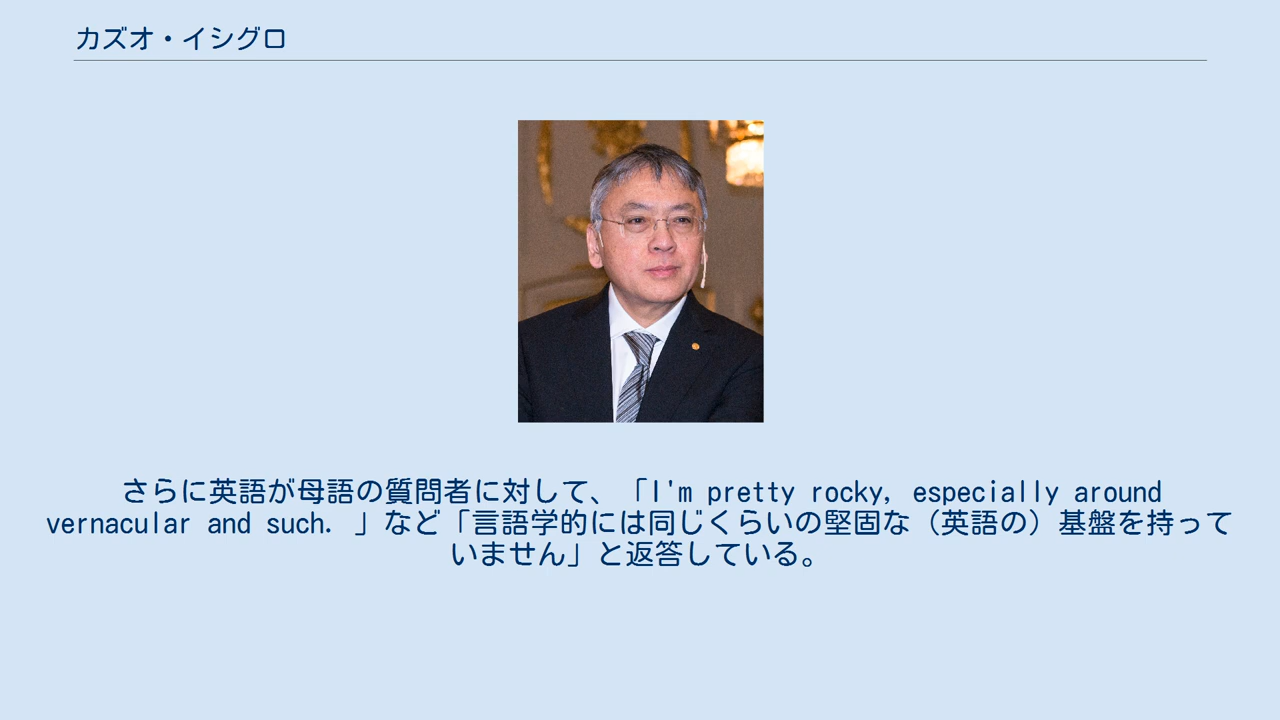 カズオ・イシグロ
さらに英語が母語の質問者に対して、「I'm pretty rocky, especially around
vernacular and such. 」など「言語学的には同じくらいの堅固な（英語の）基盤を持って
いません」と返答している。